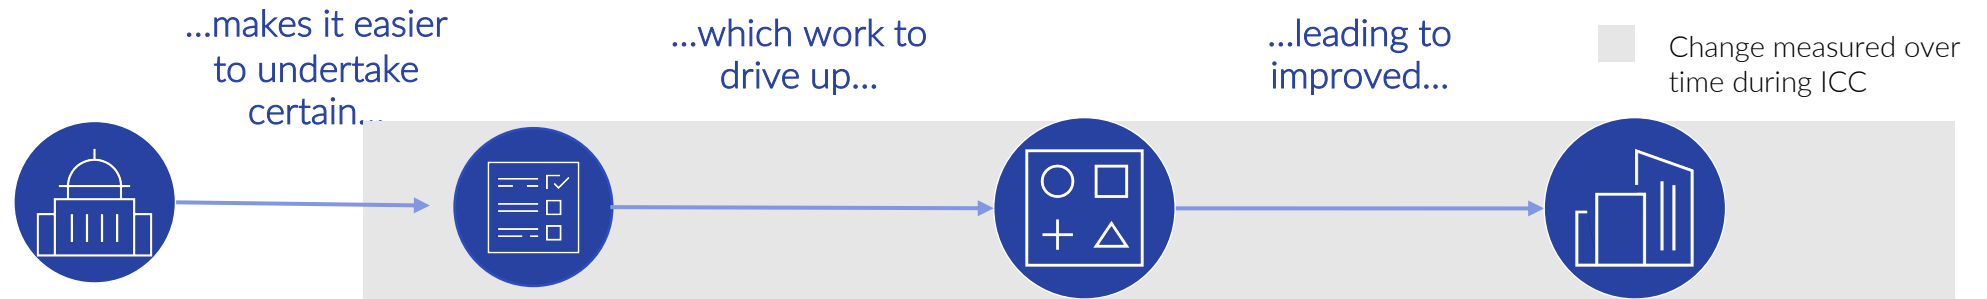 ...makes it easier
to undertake
certain...
...which work to
drive up...
...leading to
improved...
Change measured over
time during ICC